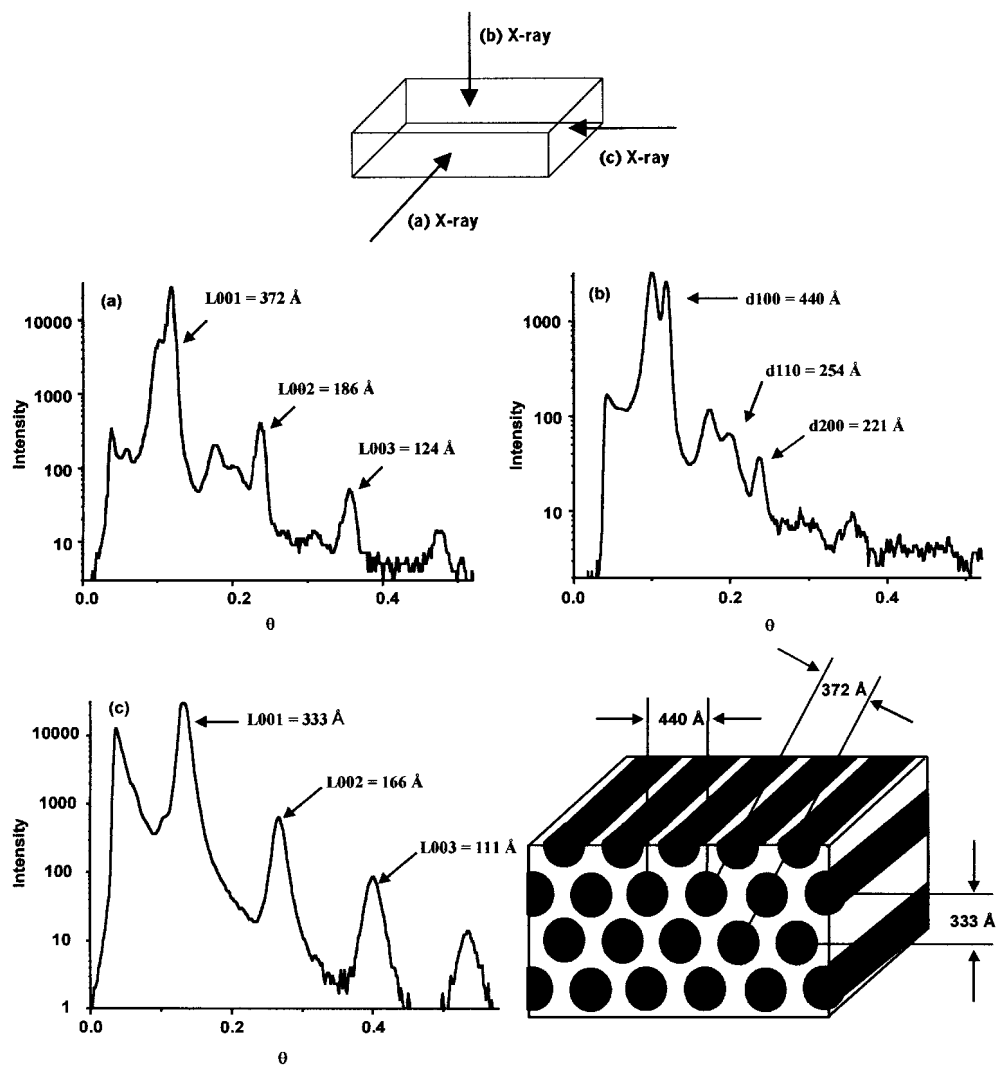 (b) X-ray
(c) X-ray
(a) X-ray
(a)
L001 = 372 Å
L002 = 186 Å
L003 = 124 Å
10000
1000
100
10
Intensity
0.0
0.2
0.4
θ
(b)
d100 = 440 Å
d110 = 254 Å
d200 = 221 Å
1000
100
10
Intensity
0.0
0.2
0.4
θ
(c)
L001 = 333 Å
L002 = 166 Å
L003 = 111 Å
10000
1000
100
10
1
Intensity
0.0
0.2
0.4
θ
372 Å
440 Å
333 Å